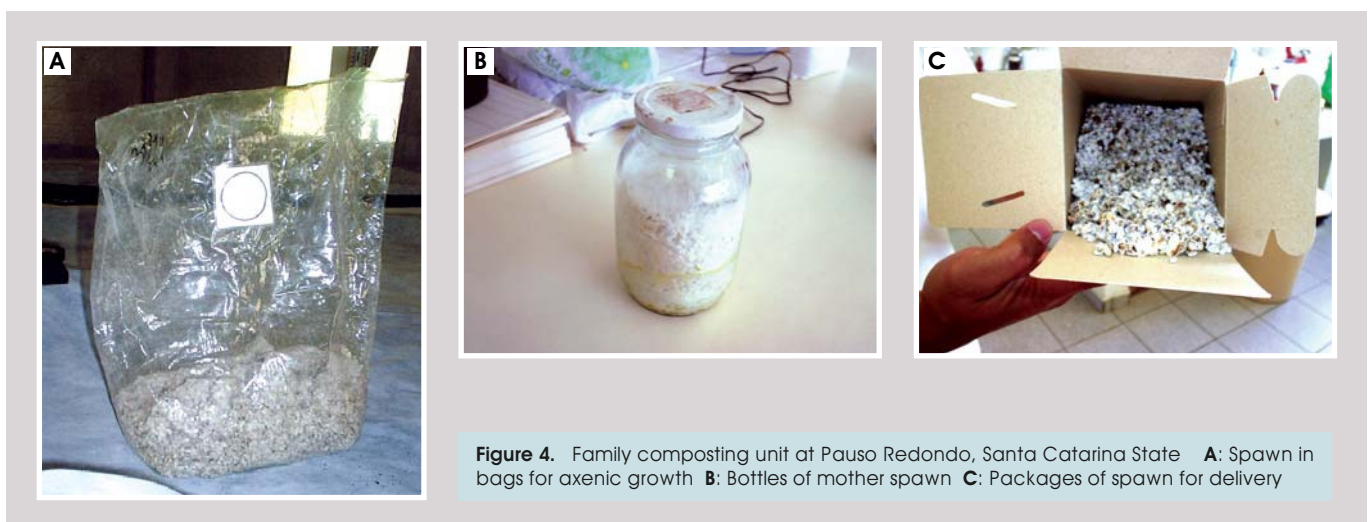 A
B
C
Figure 4. Family composting unit at Pauso Redondo, Santa Catarina State A: Spawn in
bags for axenic growth B: Bottles of mother spawn C: Packages of spawn for delivery